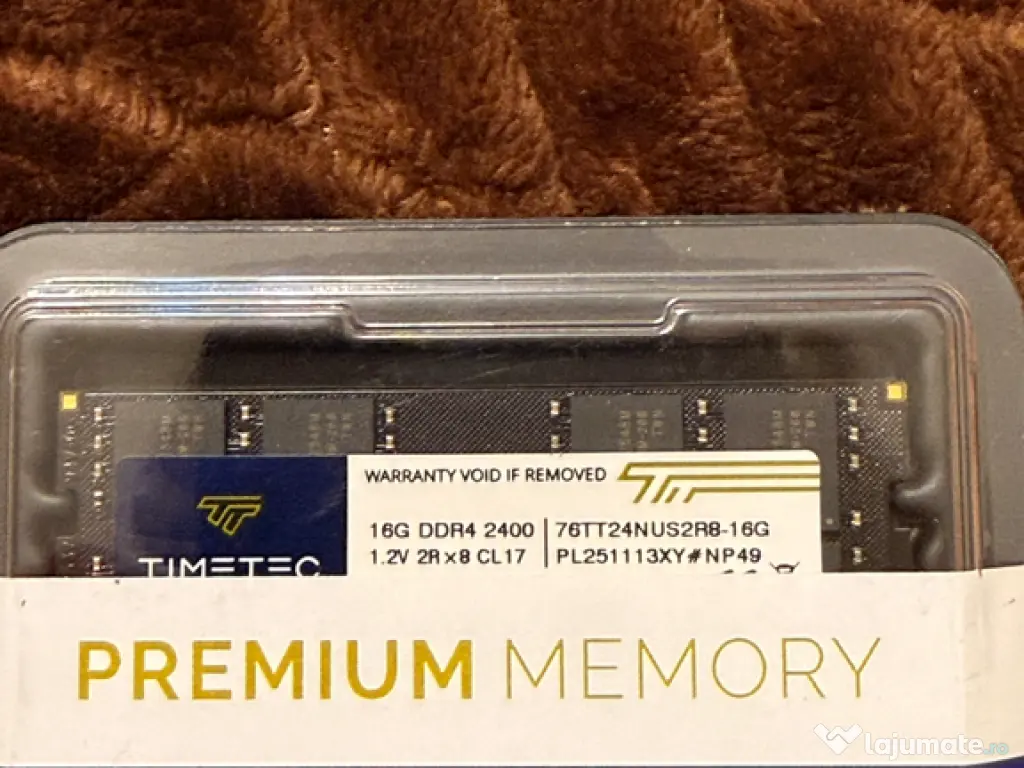 WARRANTY VOID IF REMOVED
16G DDR4 2400 | 76TT24NUS2R8-16G
1.2V 2R×8 CL17 | PL251113XY#NP49
TIMETEC
PREMIUM MEMORY
lajumate.ro